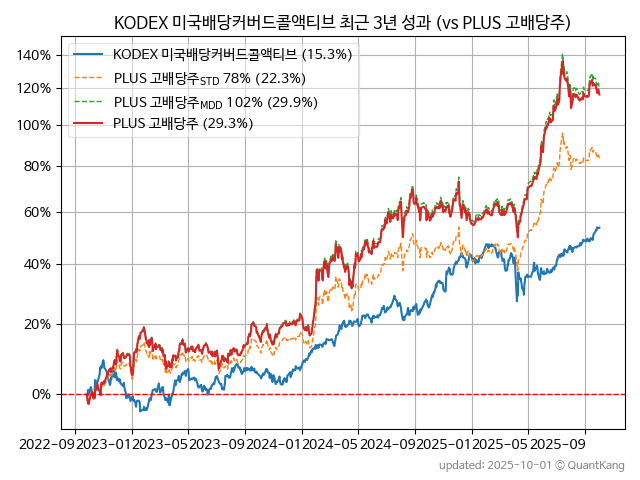 KODEX 미국배당커버드콜액티브 최근 3년 성과 (vs PLUS 고배당주)
KODEX 미국배당커버드콜액티브 (15.3%)
PLUS 고배당주STD 78% (22.3%)
PLUS 고배당주MDD 102% (29.9%)
PLUS 고배당주 (29.3%)
140%
120%
100%
80%
60%
40%
20%
0%
2022-09 2023-01 2023-05 2023-09 2024-01 2024-05 2024-09 2025-01 2025-05 2025-09
updated: 2025-10-01 © QuantKang